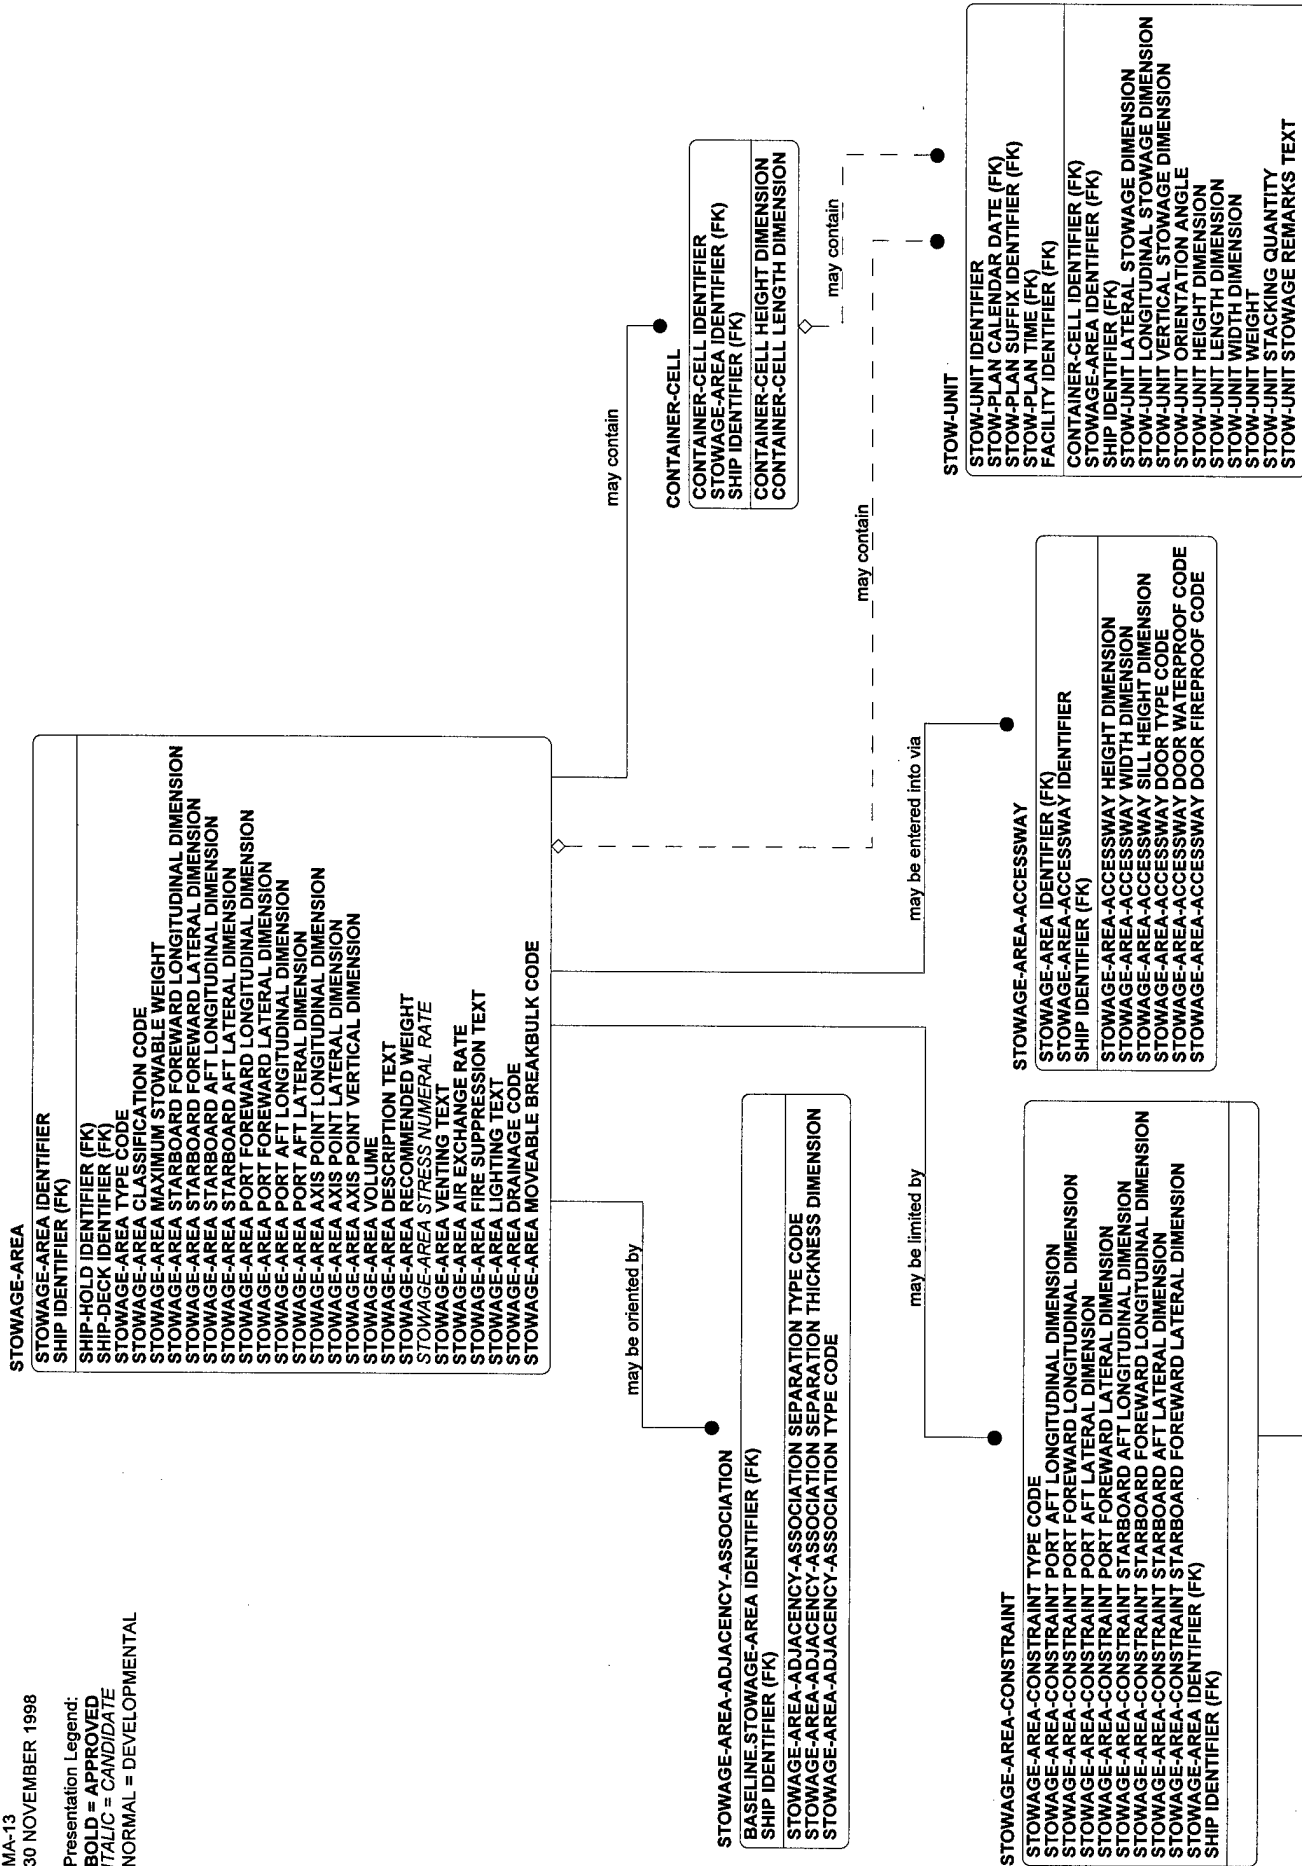 MA-13
30 NOVEMBER 1998
Presentation Legend:
BOLD = APPROVED
ITALIC = CANDIDATE
NORMAL = DEVELOPMENTAL
STOWAGE-AREA
STOWAGE-AREA IDENTIFIER
SHIP IDENTIFIER (FK)
SHIP-HOLD IDENTIFIER (FK)
SHIP-DECK IDENTIFIER (FK)
STOWAGE-AREA TYPE CODE
STOWAGE-AREA CLASSIFICATION CODE
STOWAGE-AREA MAXIMUM STOWABLE WEIGHT
STOWAGE-AREA STARBOARD FOREWARD LONGITUDINAL DIMENSION
STOWAGE-AREA STARBOARD FOREWARD LATERAL DIMENSION
STOWAGE-AREA STARBOARD AFT LONGITUDINAL DIMENSION
STOWAGE-AREA STARBOARD AFT LATERAL DIMENSION
STOWAGE-AREA PORT FOREWARD LONGITUDINAL DIMENSION
STOWAGE-AREA PORT FOREWARD LATERAL DIMENSION
STOWAGE-AREA PORT AFT LONGITUDINAL DIMENSION
STOWAGE-AREA PORT AFT LATERAL DIMENSION
STOWAGE-AREA AXIS POINT LONGITUDINAL DIMENSION
STOWAGE-AREA AXIS POINT LATERAL DIMENSION
STOWAGE-AREA AXIS POINT VERTICAL DIMENSION
STOWAGE-AREA VOLUME
STOWAGE-AREA DESCRIPTION TEXT
STOWAGE-AREA RECOMMENDED WEIGHT
STOWAGE-AREA STRESS NUMERAL RATE
STOWAGE-AREA VENTING TEXT
STOWAGE-AREA AIR EXCHANGE RATE
STOWAGE-AREA FIRE SUPPRESSION TEXT
STOWAGE-AREA LIGHTING TEXT
STOWAGE-AREA DRAINAGE CODE
STOWAGE-AREA MOVEABLE BREAKBULK CODE
may be oriented by
may be limited by
may be entered into via
may contain
may contain
may contain
STOWAGE-AREA-ADJACENCY-ASSOCIATION
BASELINE.STOWAGE-AREA IDENTIFIER (FK)
SHIP IDENTIFIER (FK)
STOWAGE-AREA-ADJACENCY-ASSOCIATION SEPARATION TYPE CODE
STOWAGE-AREA-ADJACENCY-ASSOCIATION SEPARATION THICKNESS DIMENSION
STOWAGE-AREA-ADJACENCY-ASSOCIATION TYPE CODE
CONTAINER-CELL
CONTAINER-CELL IDENTIFIER
STOWAGE-AREA IDENTIFIER (FK)
SHIP IDENTIFIER (FK)
CONTAINER-CELL HEIGHT DIMENSION
CONTAINER-CELL LENGTH DIMENSION
STOWAGE-AREA-CONSTRAINT
STOWAGE-AREA-CONSTRAINT TYPE CODE
STOWAGE-AREA-CONSTRAINT PORT AFT LONGITUDINAL DIMENSION
STOWAGE-AREA-CONSTRAINT PORT FOREWARD LONGITUDINAL DIMENSION
STOWAGE-AREA-CONSTRAINT PORT AFT LATERAL DIMENSION
STOWAGE-AREA-CONSTRAINT PORT FOREWARD LATERAL DIMENSION
STOWAGE-AREA-CONSTRAINT STARBOARD AFT LONGITUDINAL DIMENSION
STOWAGE-AREA-CONSTRAINT STARBOARD FOREWARD LONGITUDINAL DIMENSION
STOWAGE-AREA-CONSTRAINT STARBOARD AFT LATERAL DIMENSION
STOWAGE-AREA-CONSTRAINT STARBOARD FOREWARD LATERAL DIMENSION
STOWAGE-AREA IDENTIFIER (FK)
SHIP IDENTIFIER (FK)
STOWAGE-AREA-ACCESSWAY
STOWAGE-AREA IDENTIFIER (FK)
STOWAGE-AREA-ACCESSWAY IDENTIFIER
SHIP IDENTIFIER (FK)
STOWAGE-AREA-ACCESSWAY HEIGHT DIMENSION
STOWAGE-AREA-ACCESSWAY WIDTH DIMENSION
STOWAGE-AREA-ACCESSWAY SILL HEIGHT DIMENSION
STOWAGE-AREA-ACCESSWAY DOOR TYPE CODE
STOWAGE-AREA-ACCESSWAY DOOR WATERPROOF CODE
STOWAGE-AREA-ACCESSWAY DOOR FIREPROOF CODE
STOW-UNIT
STOW-UNIT IDENTIFIER
STOW-PLAN CALENDAR DATE (FK)
STOW-PLAN SUFFIX IDENTIFIER (FK)
STOW-PLAN TIME (FK)
FACILITY IDENTIFIER (FK)
CONTAINER-CELL IDENTIFIER (FK)
STOWAGE-AREA IDENTIFIER (FK)
SHIP IDENTIFIER (FK)
STOW-UNIT LATERAL STOWAGE DIMENSION
STOW-UNIT LONGITUDINAL STOWAGE DIMENSION
STOW-UNIT VERTICAL STOWAGE DIMENSION
STOW-UNIT ORIENTATION ANGLE
STOW-UNIT HEIGHT DIMENSION
STOW-UNIT LENGTH DIMENSION
STOW-UNIT WIDTH DIMENSION
STOW-UNIT WEIGHT
STOW-UNIT STACKING QUANTITY
STOW-UNIT STOWAGE REMARKS TEXT